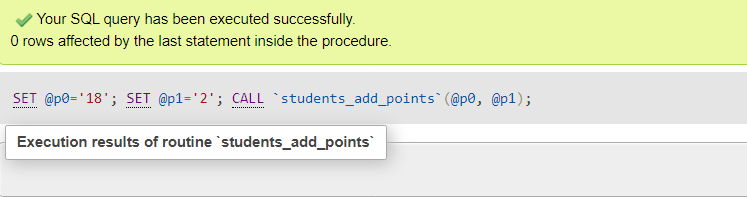 Your SQL query has been executed successfully.
0 rows affected by the last statement inside the procedure.
SET @p0='18'; SET @p1='2'; CALL `students_add_points`(@p0, @p1);
Execution results of routine `students_add_points`